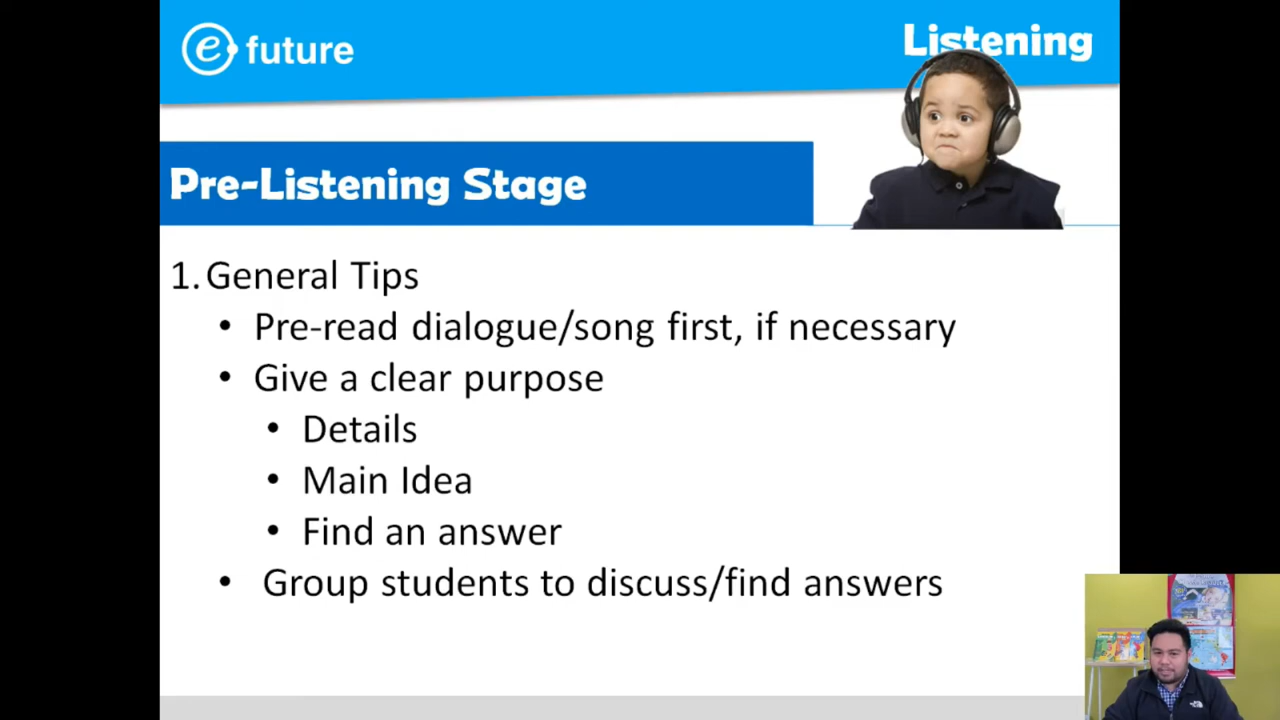 e future
Listening
Pre-Listening Stage
1. General Tips
• Pre-read dialogue/song first, if necessary
• Give a clear purpose
• Details
• Main Idea
• Find an answer
• Group students to discuss/find answers